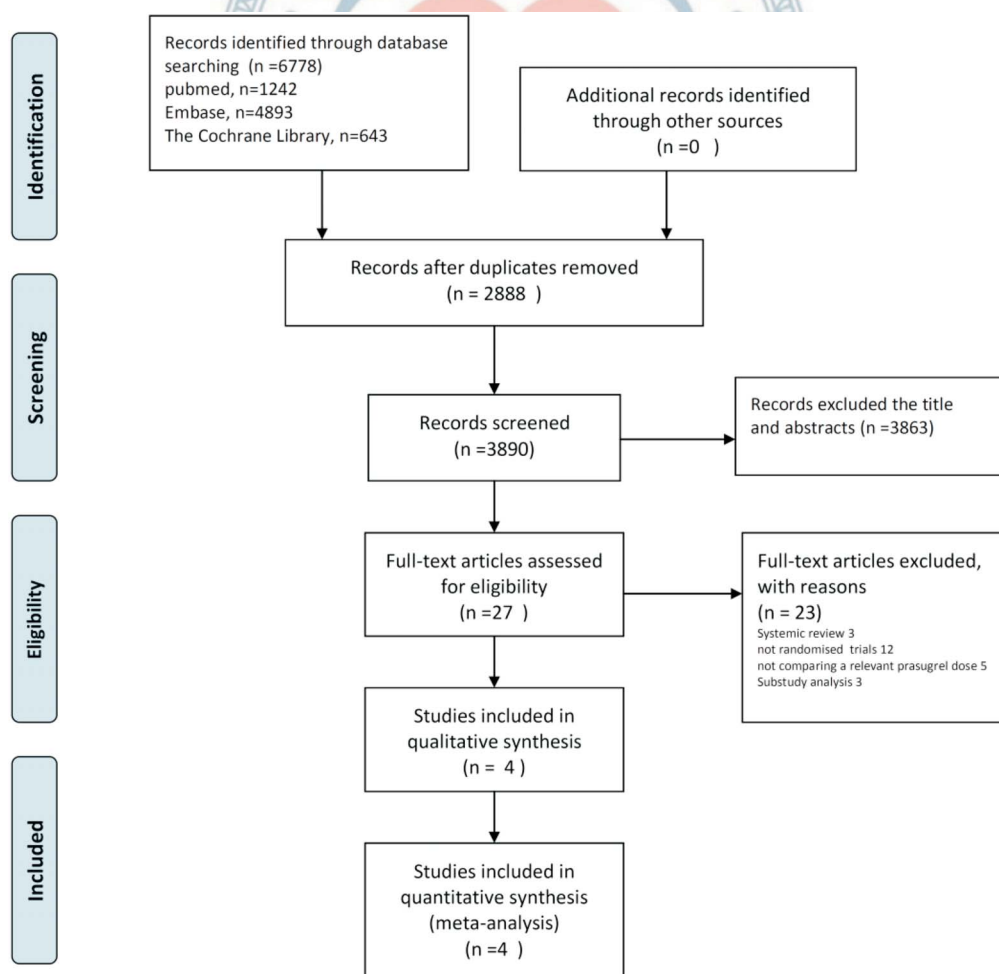 Identification
Records identified through database
searching (n =6778)
pubmed, n=1242
Embase, n=4893
The Cochrane Library, n=643
Additional records identified
through other sources
(n =0 )
Records after duplicates removed
(n = 2888 )
Screening
Records screened
(n =3890)
Records excluded the title
and abstracts (n =3863)
Eligibility
Full-text articles assessed
for eligibility
(n =27 )
Full-text articles excluded,
with reasons
(n = 23)
Systemic review 3
not randomised trials 12
not comparing a relevant prasugrel dose 5
Substudy analysis 3
Studies included in
qualitative synthesis
(n = 4 )
Included
Studies included in
quantitative synthesis
(meta-analysis)
(n =4 )